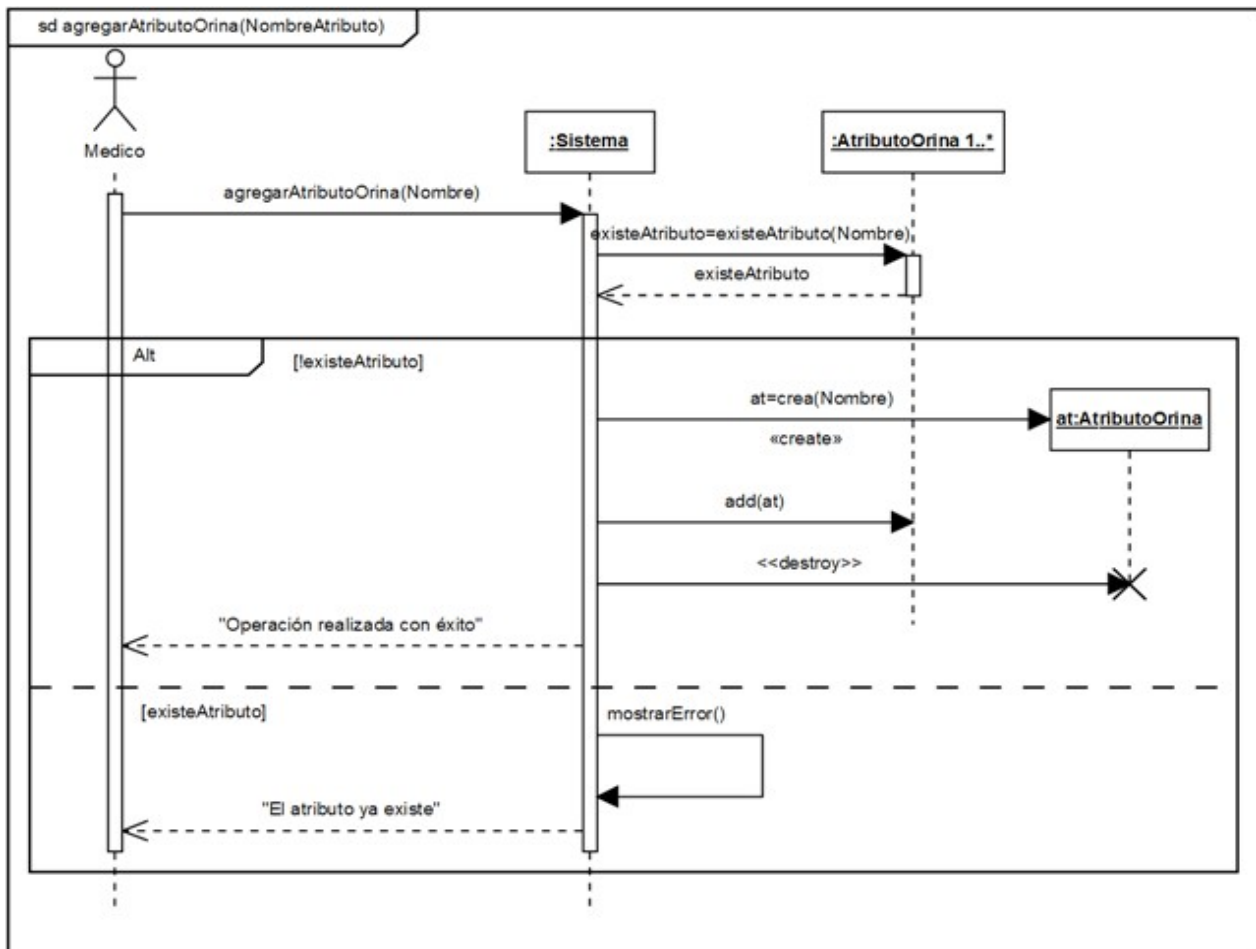 sd agregarAtributoOrina(NombreAtributo)
Medico
:Sistema
:AtributoOrina 1..*
agregarAtributoOrina(Nombre)
existeAtributo=existeAtributo(Nombre)
existeAtributo
Alt
[!existeAtributo]
at=crea(Nombre)
«create»
at:AtributoOrina
add(at)
<<destroy>>
"Operación realizada con éxito"
[existeAtributo]
mostrarError()
"El atributo ya existe"